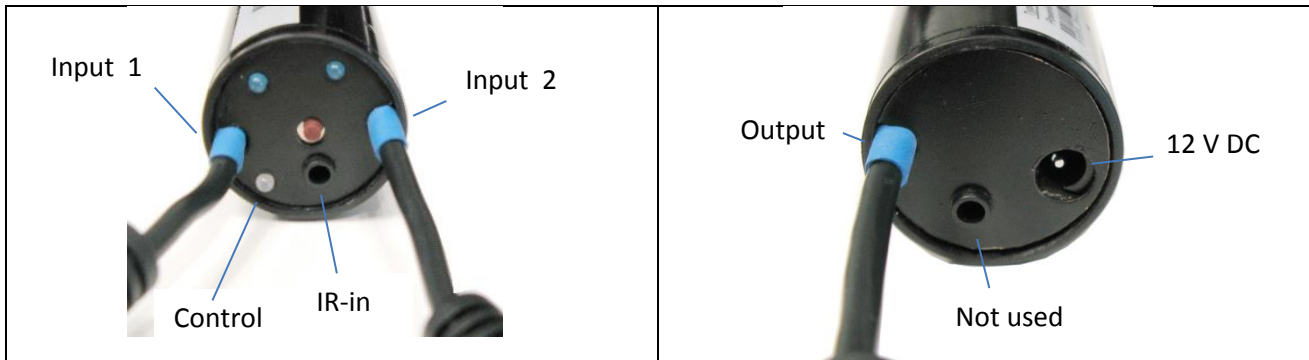 Input 1
Input 2
Control
IR-in
Output
12 V DC
Not used